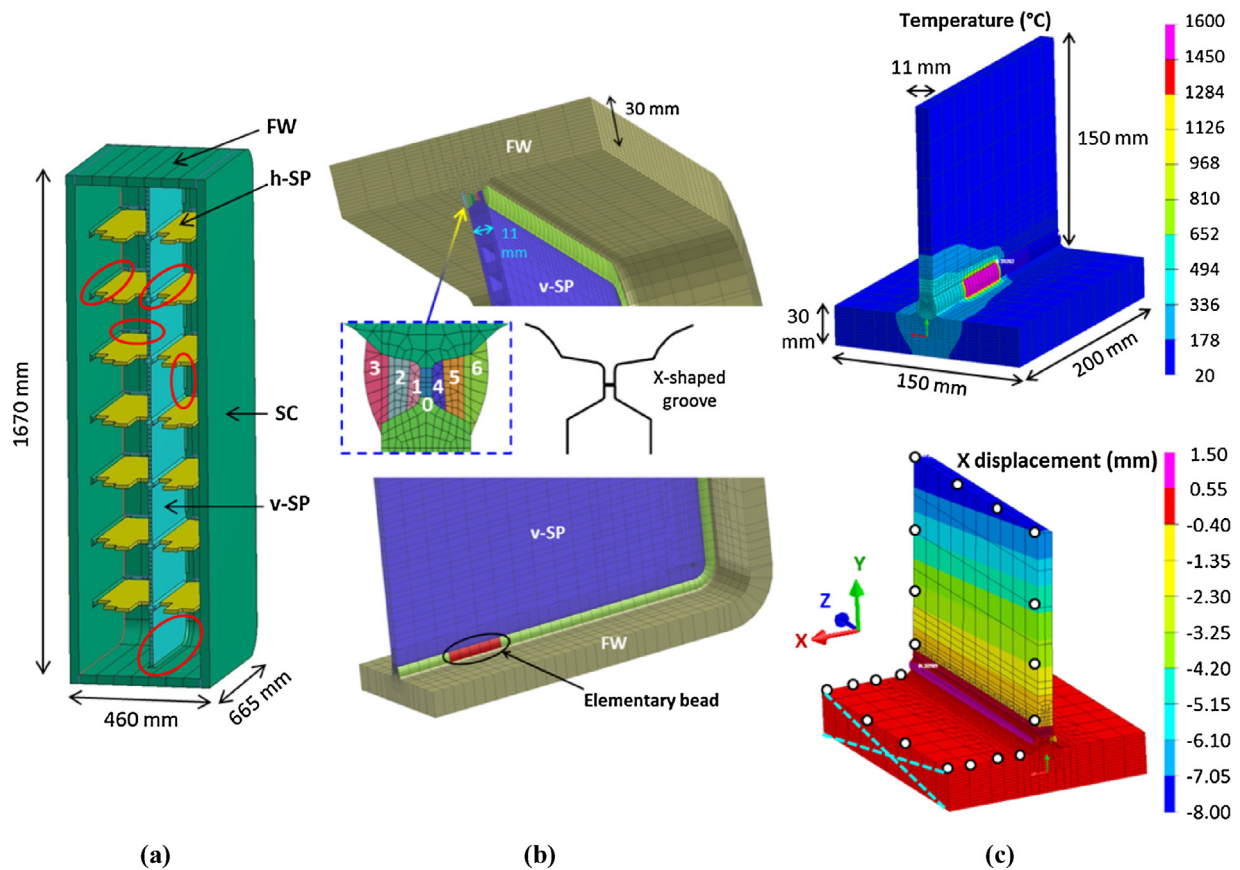 FW
h-SP
1670 mm
SC
v-SP
460 mm
665 mm
(a)
30 mm
FW
11
mm
v-SP
3
2
1
0
4
5
6
X-shaped
groove
v-SP
FW
Elementary bead
(b)
Temperature (°C)
11 mm
150 mm
30
mm
150 mm
200 mm
1600
1450
1284
1126
968
810
652
494
336
178
20
X displacement (mm)
Y
Z
X
1.50
0.55
-0.40
-1.35
-2.30
-3.25
-4.20
-5.15
-6.10
-7.05
-8.00
(c)